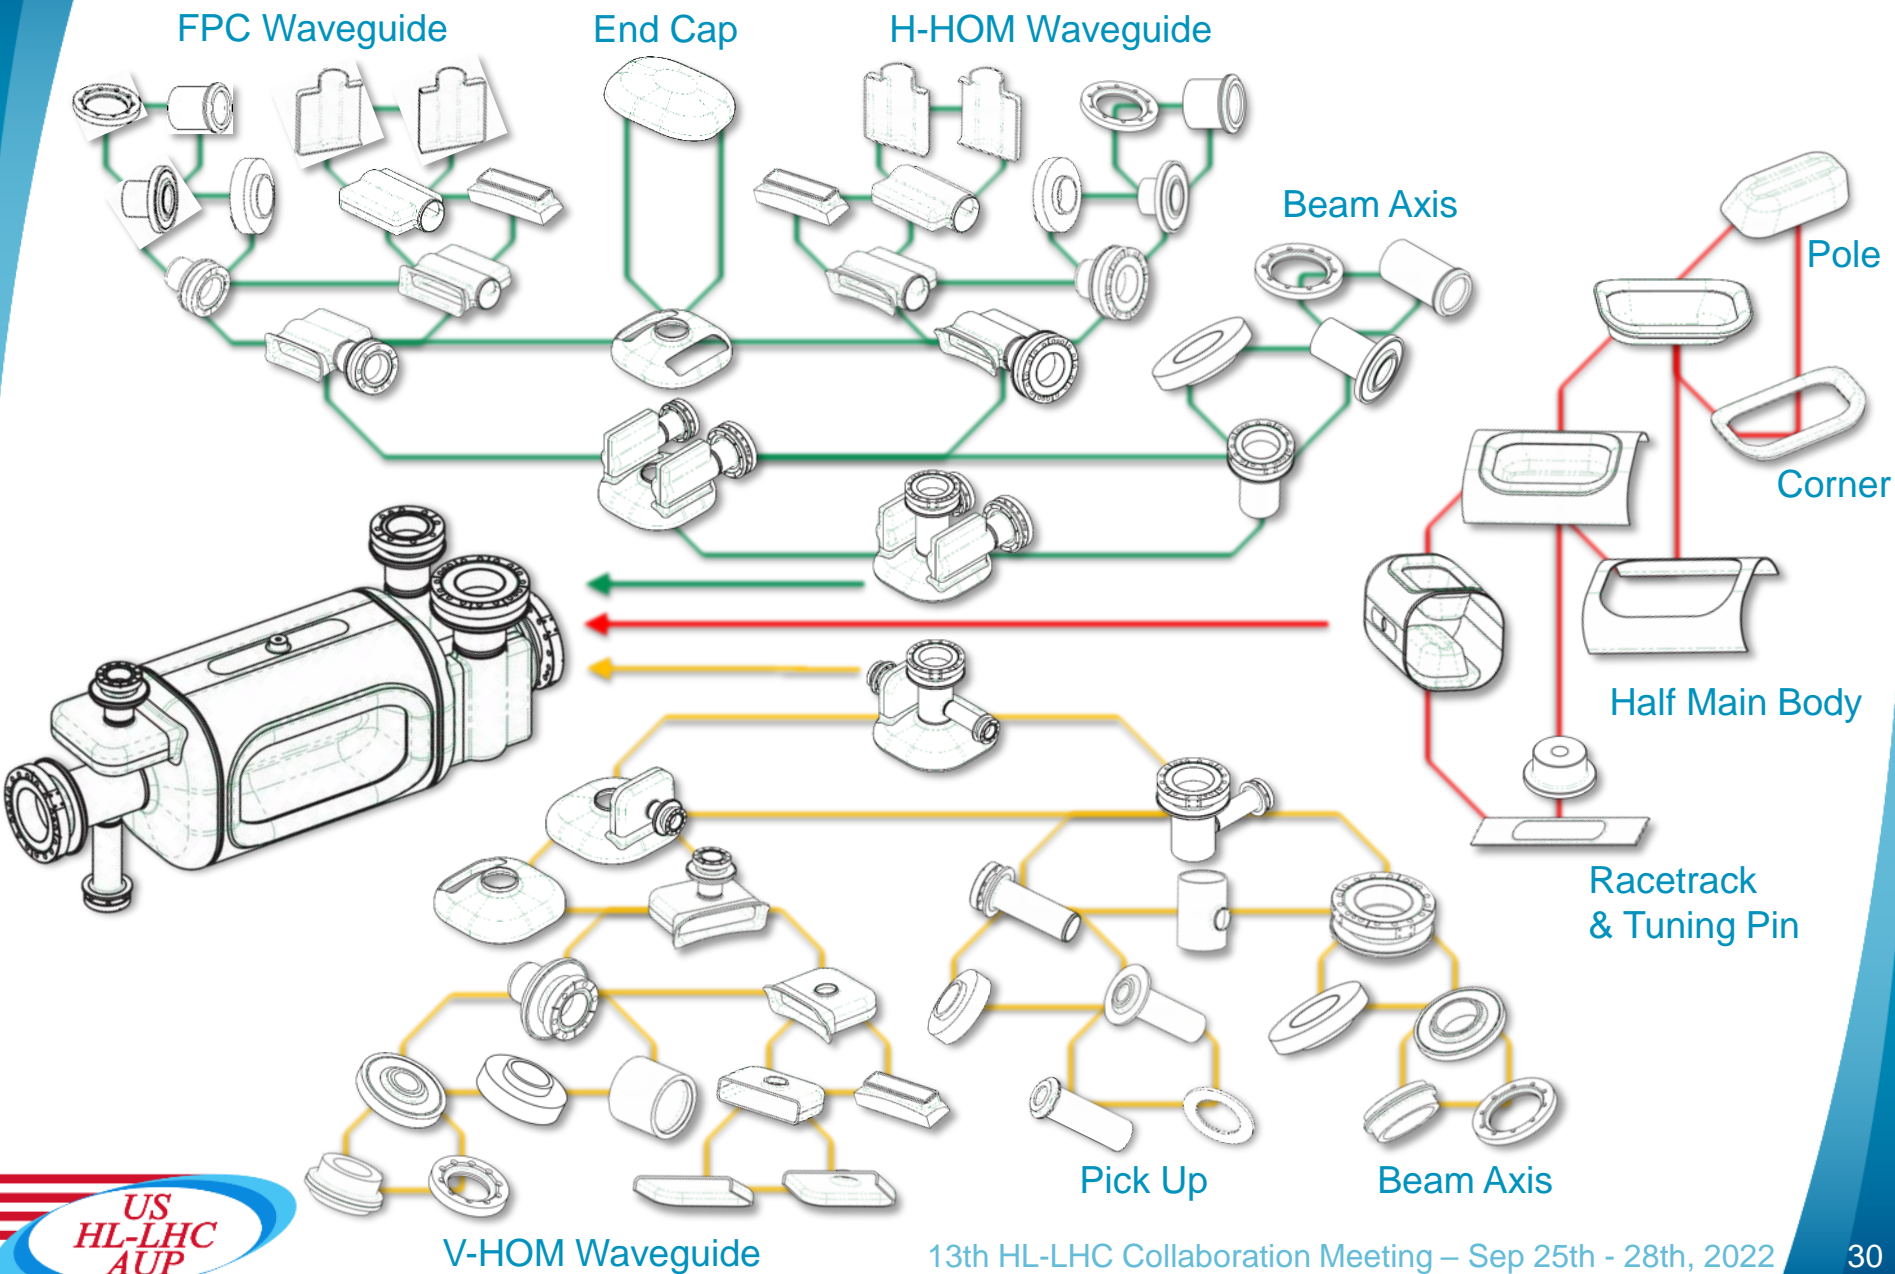 FPC Waveguide
End Cap
H-HOM Waveguide
Beam Axis
Pole
Corner
Half Main Body
Racetrack
& Tuning Pin
Pick Up
Beam Axis
V-HOM Waveguide
US
HL-LHC
AUP
13th HL-LHC Collaboration Meeting – Sep 25th - 28th, 2022
30